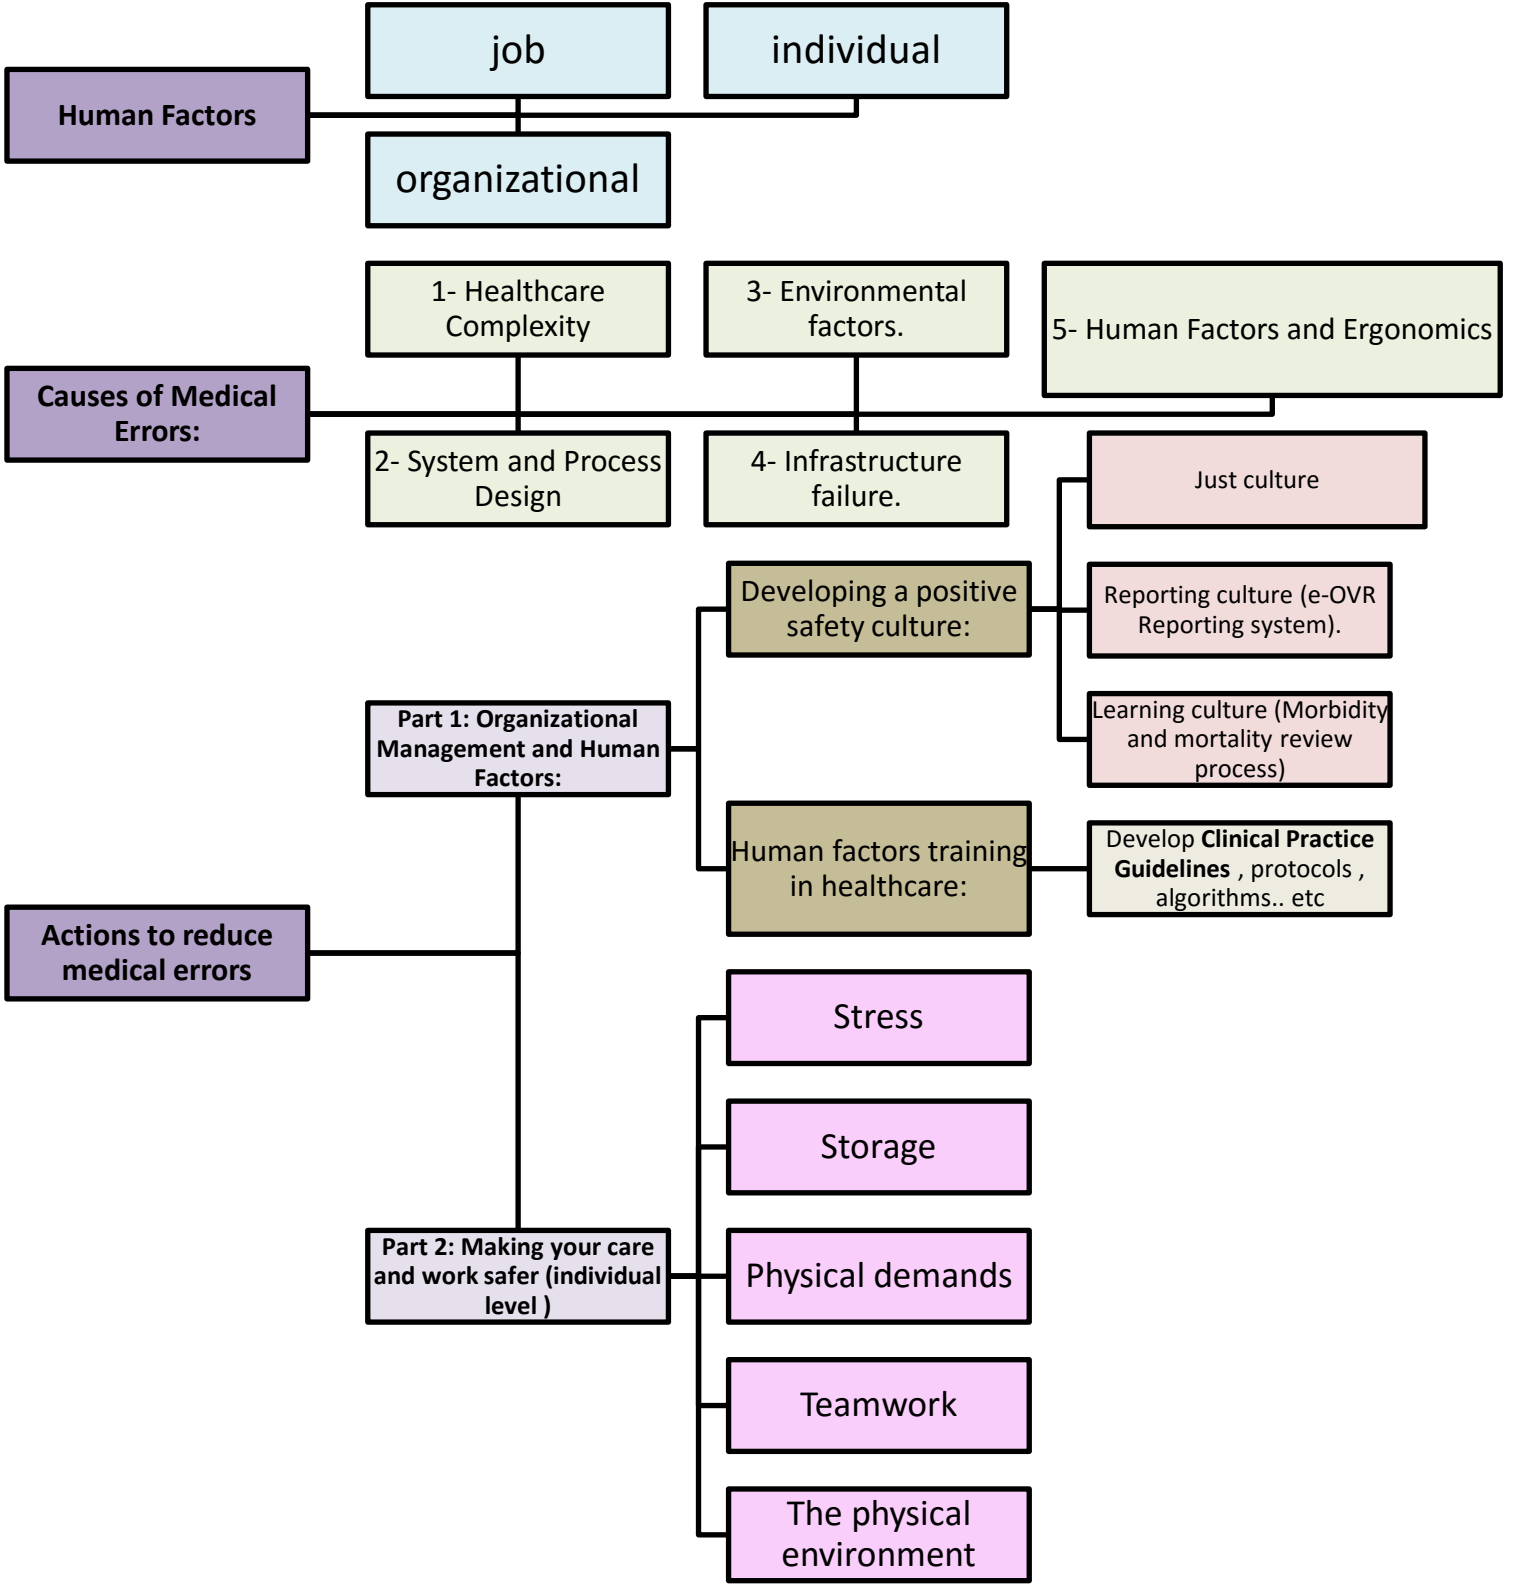 Human Factors
job
individual
organizational
Causes of Medical
Errors:
1- Healthcare
Complexity
2- System and Process
Design
3- Environmental
factors.
4- Infrastructure
failure.
5- Human Factors and Ergonomics
Actions to reduce
medical errors
Part 1: Organizational
Management and Human
Factors:
Developing a positive
safety culture:
Just culture
Reporting culture (e-OVR
Reporting system).
Learning culture (Morbidity
and mortality review
process)
Human factors training
in healthcare:
Develop Clinical Practice
Guidelines , protocols ,
algorithms.. etc
Part 2: Making your care
and work safer (individual
level )
Stress
Storage
Physical demands
Teamwork
The physical
environment